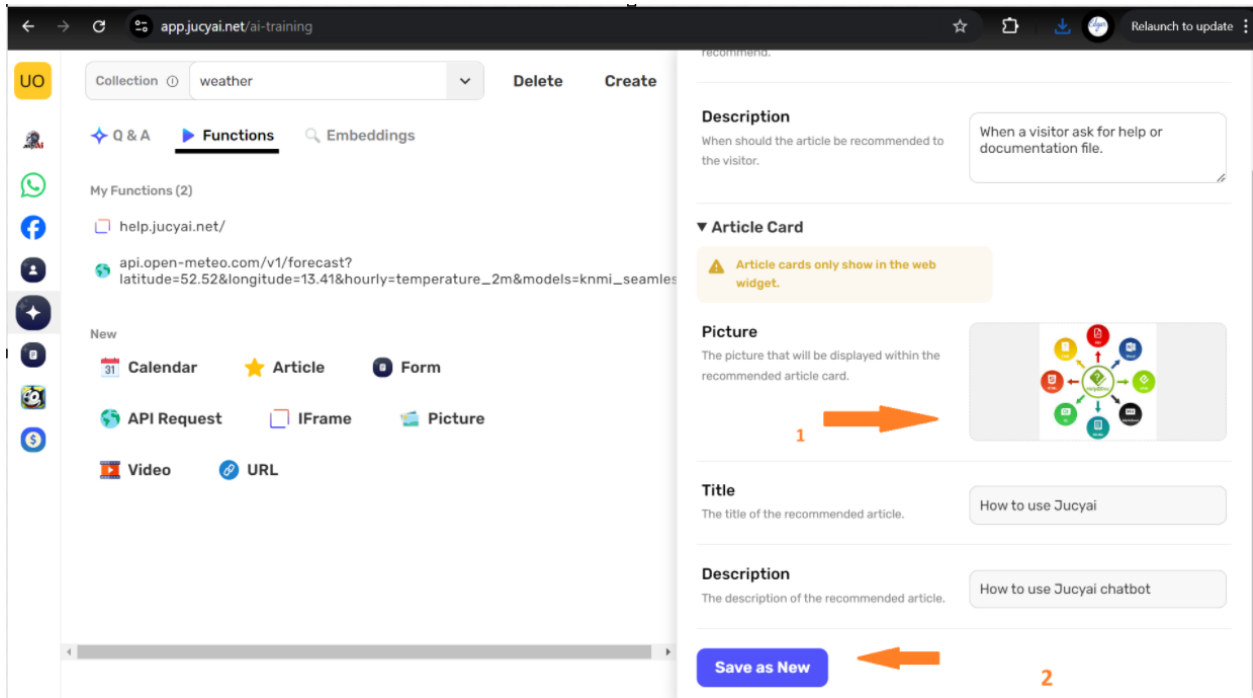 app.jucyai.net/ai-training
Relaunch to update
UO
Collection
weather
Delete
Create
Q & A
Functions
Embeddings
My Functions (2)
help.jucyai.net/
api.open-meteo.com/v1/forecast?
latitude=52.52&longitude=13.41&hourly=temperature_2m&models=knmi_seamles
New
31
Calendar
Article
Form
API Request
IFrame
Picture
Video
URL
recommend.
Description
When should the article be recommended to
the visitor.
When a visitor ask for help or
documentation file.
▼ Article Card
Article cards only show in the web
widget.
Picture
The picture that will be displayed within the
recommended article card.
1
Title
The title of the recommended article.
How to use Jucyai
Description
The description of the recommended article.
How to use Jucyai chatbot
Save as New
2